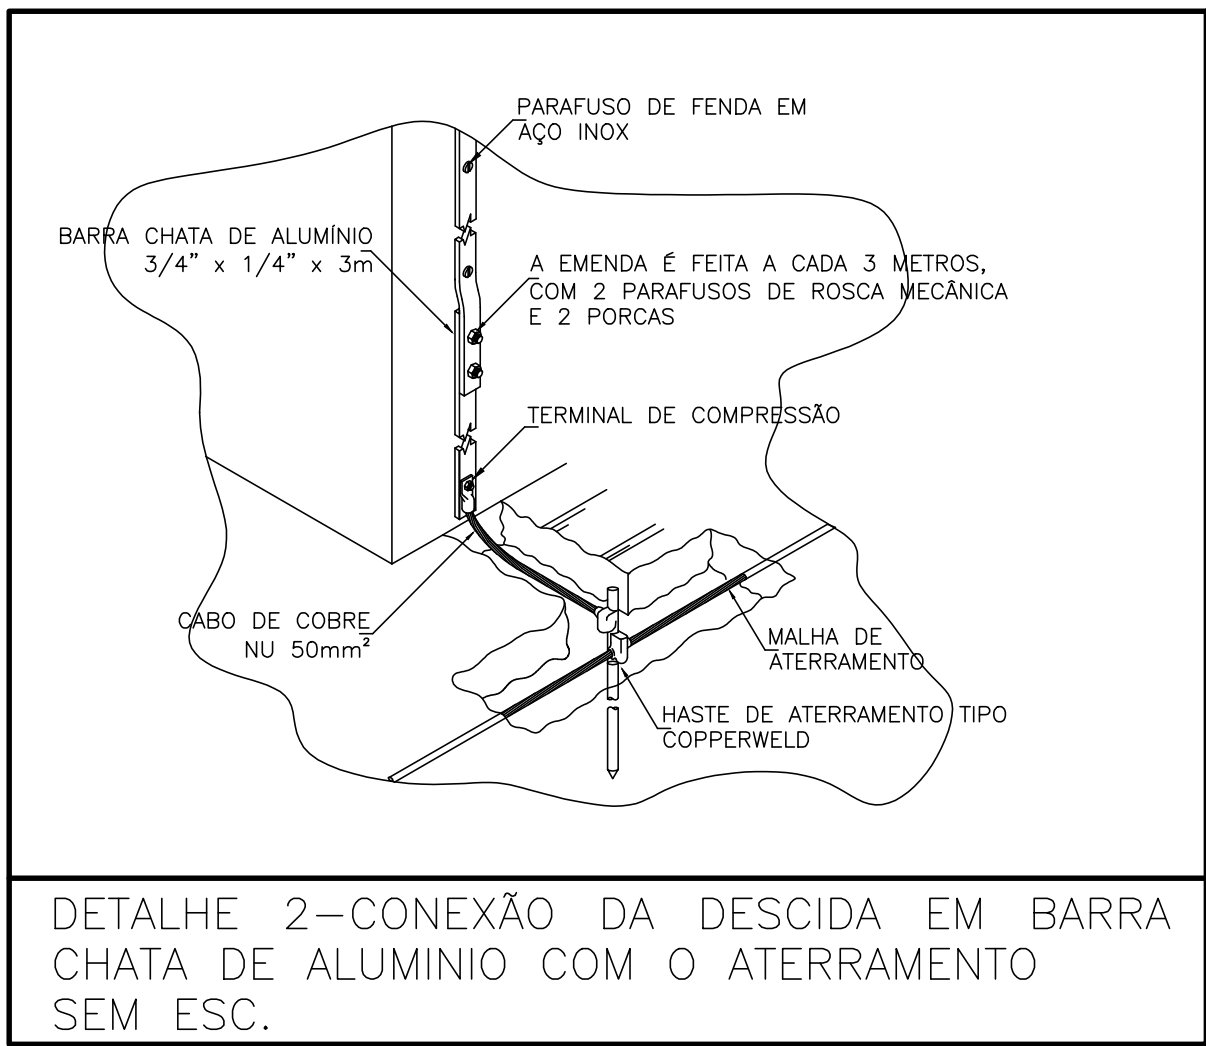 PARAFUSO DE FENDA EM
AÇO INOX
BARRA CHATA DE ALUMÍNIO
3/4" x 1/4" x 3m
A EMENDA É FEITA A CADA 3 METROS,
COM 2 PARAFUSOS DE ROSCA MECÂNICA
E 2 PORCAS
TERMINAL DE COMPRESSÃO
CABO DE COBRE
NU 50mm²
MALHA DE
ATERRAMENTO
HASTE DE ATERRAMENTO TIPO
COPPERWELD
DETALHE 2-CONEXÃO DA DESCIDA EM BARRA
CHATA DE ALUMINIO COM O ATERRAMENTO
SEM ESC.